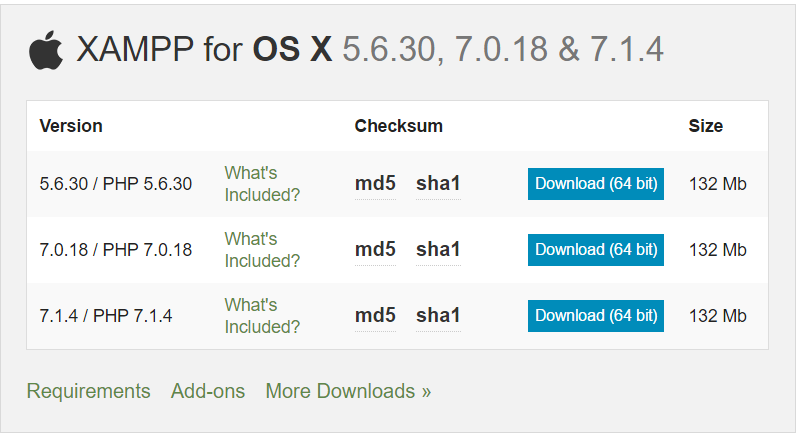 XAMPP for OS X 5.6.30, 7.0.18 & 7.1.4
Version Checksum Size
5.6.30 / PHP 5.6.30 What's Included? md5 sha1 Download (64 bit) 132 Mb
7.0.18 / PHP 7.0.18 What's Included? md5 sha1 Download (64 bit) 132 Mb
7.1.4 / PHP 7.1.4 What's Included? md5 sha1 Download (64 bit) 132 Mb
Requirements Add-ons More Downloads »